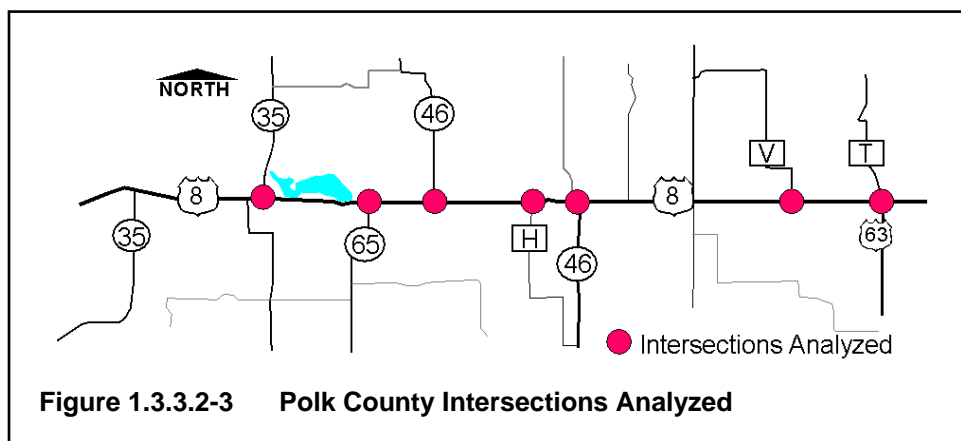 NORTH
35
46
8
V
T
8
35
65
H
46
63
Intersections Analyzed
Figure 1.3.3.2-3 Polk County Intersections Analyzed